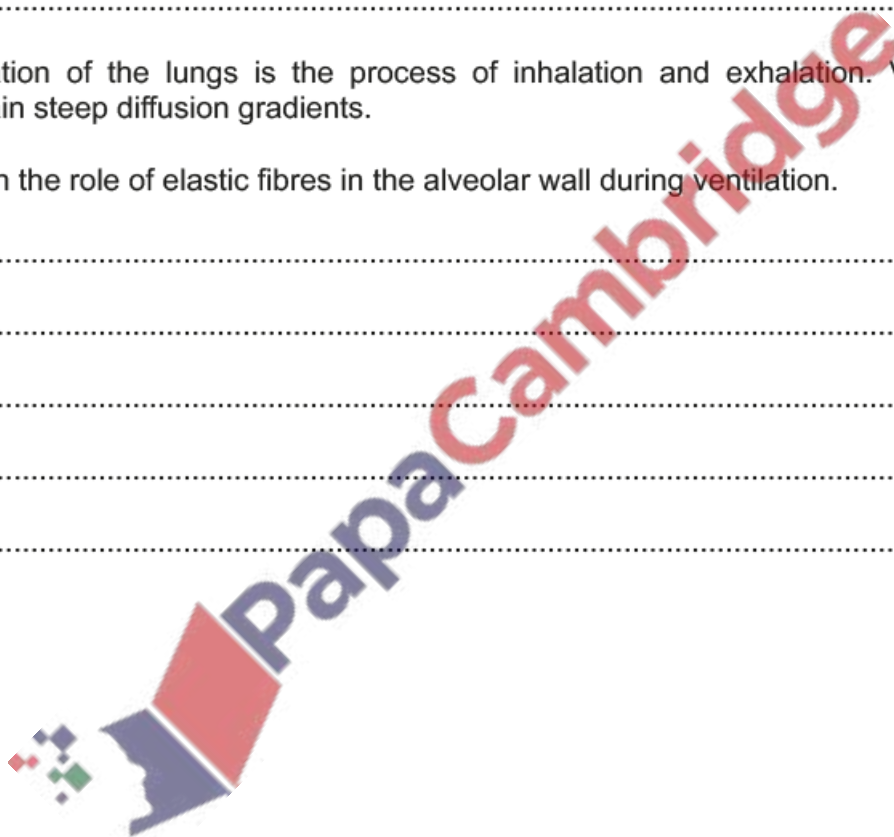 tion of the lungs is the process of inhalation and exhalation.
in steep diffusion gradients.
the role of elastic fibres in the alveolar wall during ventilation.
PapaCambridge